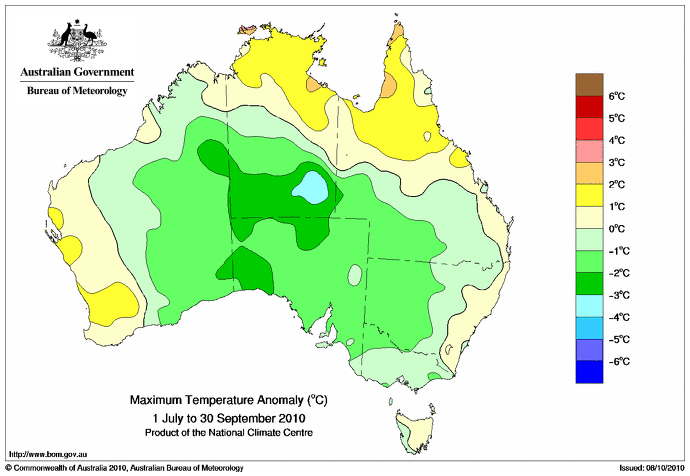 Australian Government
Bureau of Meteorology
6°C
5°C
4°C
3°C
2°C
1°C
0°C
-1°C
-2°C
-3°C
-4°C
-5°C
-6°C
Maximum Temperature Anomaly (°C)
1 July to 30 September 2010
Product of the National Climate Centre
http://www.bom.gov.au
© Commonwealth of Australia 2010, Australian Bureau of Meteorology
Issued: 08/10/2010